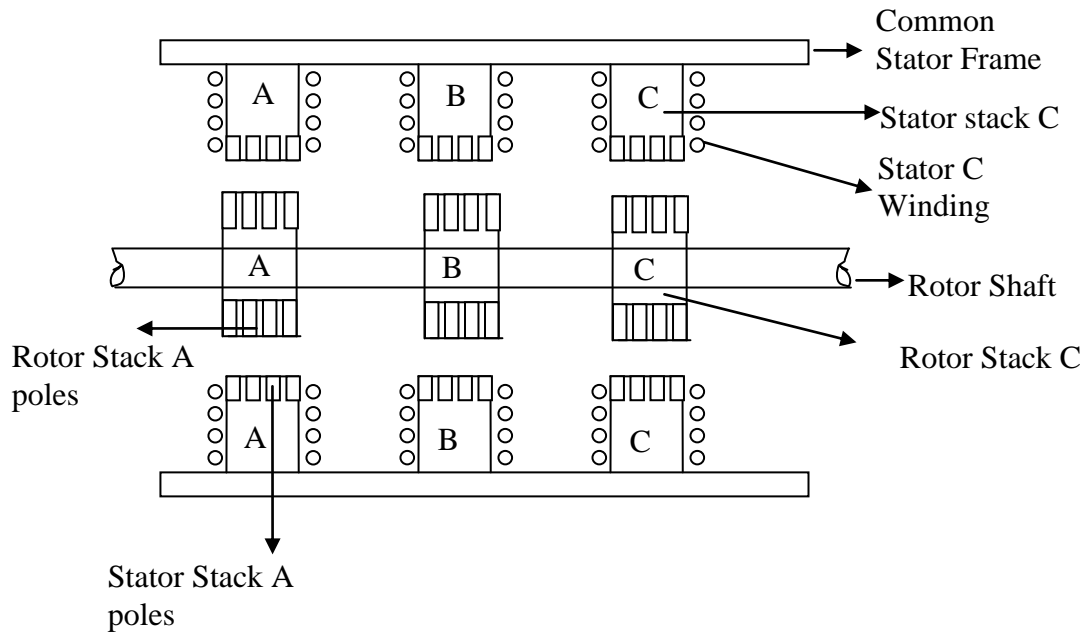 Common
Stator Frame
A
B
C
Stator stack C
Stator C
Winding
A
B
C
Rotor Shaft
Rotor Stack A
poles
Rotor Stack C
A
B
C
Stator Stack A
poles